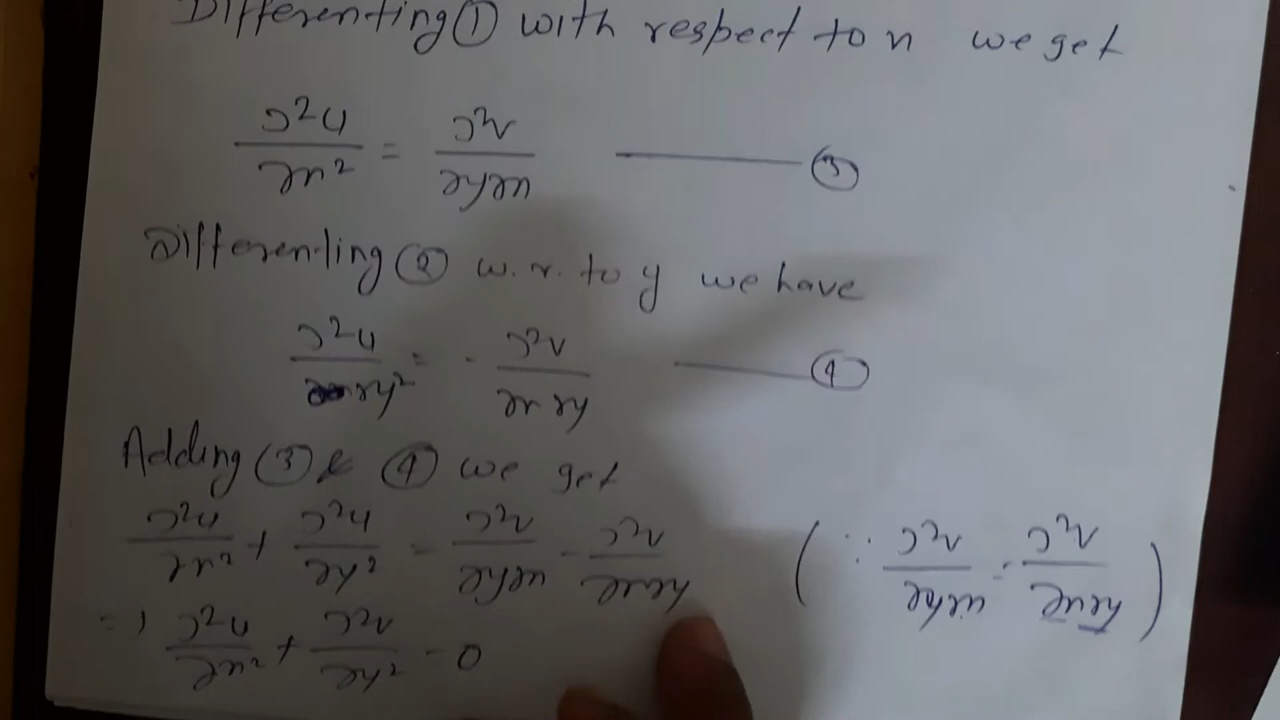 Differenting ① with respect to x we get
∂²u/∂x² = ∂²v/∂y∂x ——— ③
Differenting ② w.r. to y we have
∂²u/∂y² = - ∂²v/∂x∂y ——— ④
Adding ③ & ④ we get
∂²u/∂x² + ∂²u/∂y² = ∂²v/∂y∂x - ∂²v/∂x∂y (∵ ∂²v/∂y∂x = ∂²v/∂x∂y)
∂²u/∂x² + ∂²u/∂y² = 0